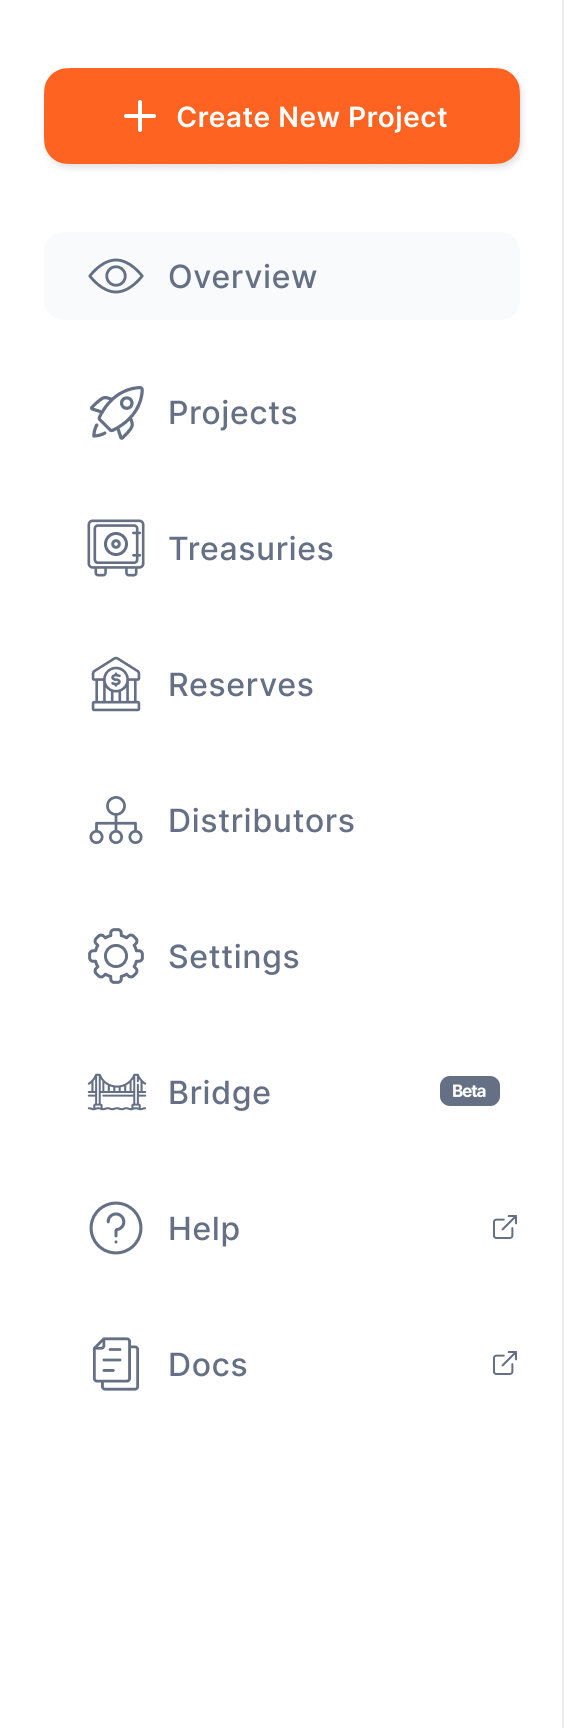 Create New Project
Overview
Projects
Treasuries
$
Reserves
Distributors
Settings
Bridge Beta
? Help
Docs